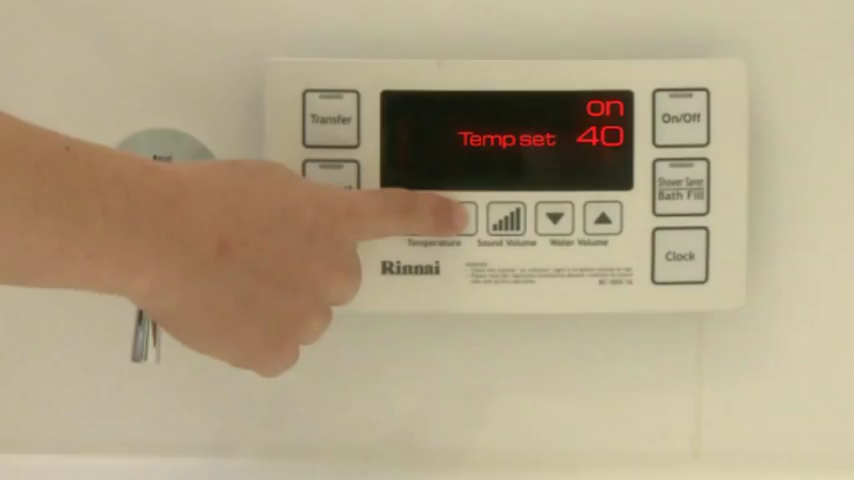 on
Temp set 40
Transfer
On/Off
Shower Saver
Bath Fill
Clock
Temperature
Sound Volume
Water Volume
Rinnai